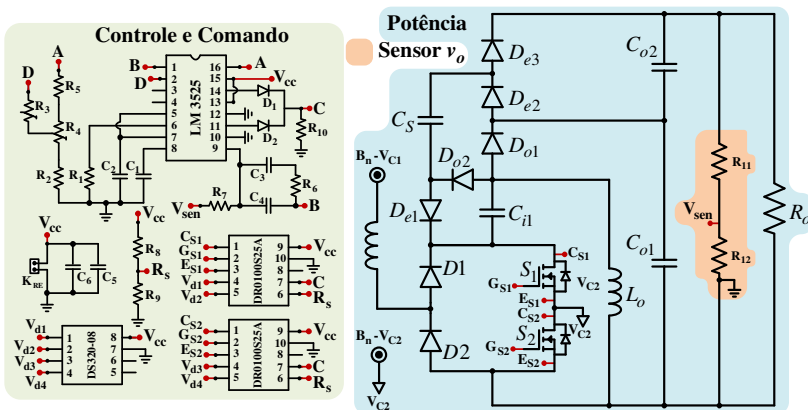 Controle e Comando
A
D
R3
R5
R4
R2
R1
C2
C1
B
D
1
2
3
4
5
6
7
8
LM 3525
16
15
14
13
12
11
10
9
A
Vcc
D1
D2
C
R10
C3
C4
R6
R7
Vsen
B
Vcc
KRE
C6
C5
Vcc
R8
Rs
R9
CS1
GS1
ES1
Vd1
Vd2
1
2
3
4
5
DR0100S25A
9
10
8
7
6
Vcc
C
Rs
Vd1
Vd2
Vd3
Vd4
1
2
3
4
DS320-08
8
7
6
5
Vcc
CS2
GS2
ES2
Vd3
Vd4
1
2
3
4
5
DR0100S25A
9
10
8
7
6
Vcc
C
Rs
Potência
Sensor vo
De3
De2
CS
Do1
Do2
Bn-VC1
De1
Ci1
D1
D2
Bn-VC2
VC2
S1
CS1
GS1
ES1
VC2
CS2
S2
GS2
ES2
VC2
Lo
Co2
Co1
R11
Vsen
R12
Ro